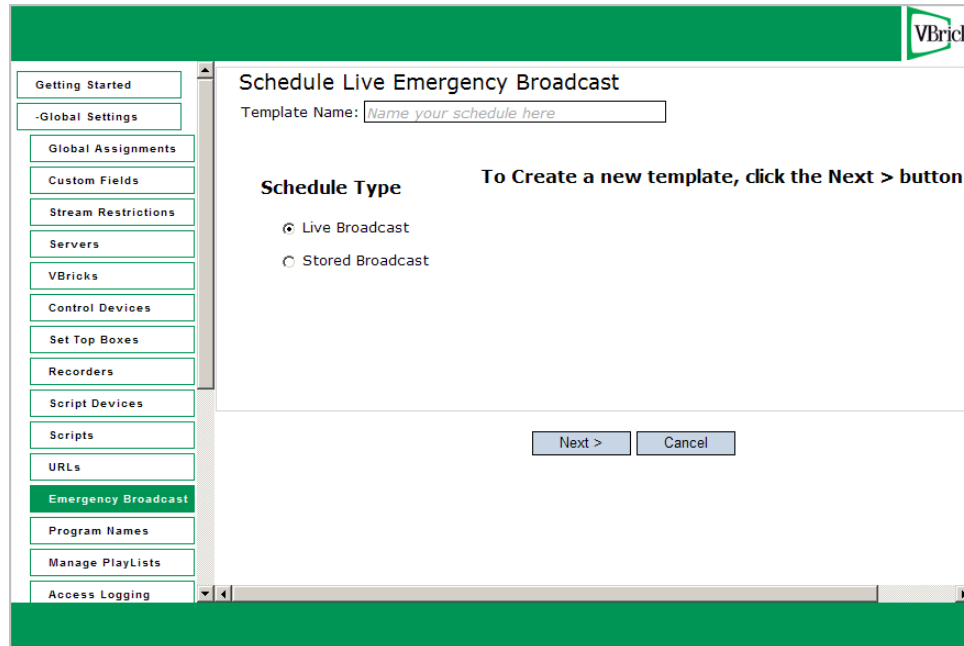 VBrick
Getting Started
-Global Settings
Global Assignments
Custom Fields
Stream Restrictions
Servers
VBricks
Control Devices
Set Top Boxes
Recorders
Script Devices
Scripts
URLs
Emergency Broadcast
Program Names
Manage PlayLists
Access Logging
Schedule Live Emergency Broadcast
Template Name: Name your schedule here
Schedule Type
To Create a new template, click the Next > button
Live Broadcast
Stored Broadcast
Next >
Cancel